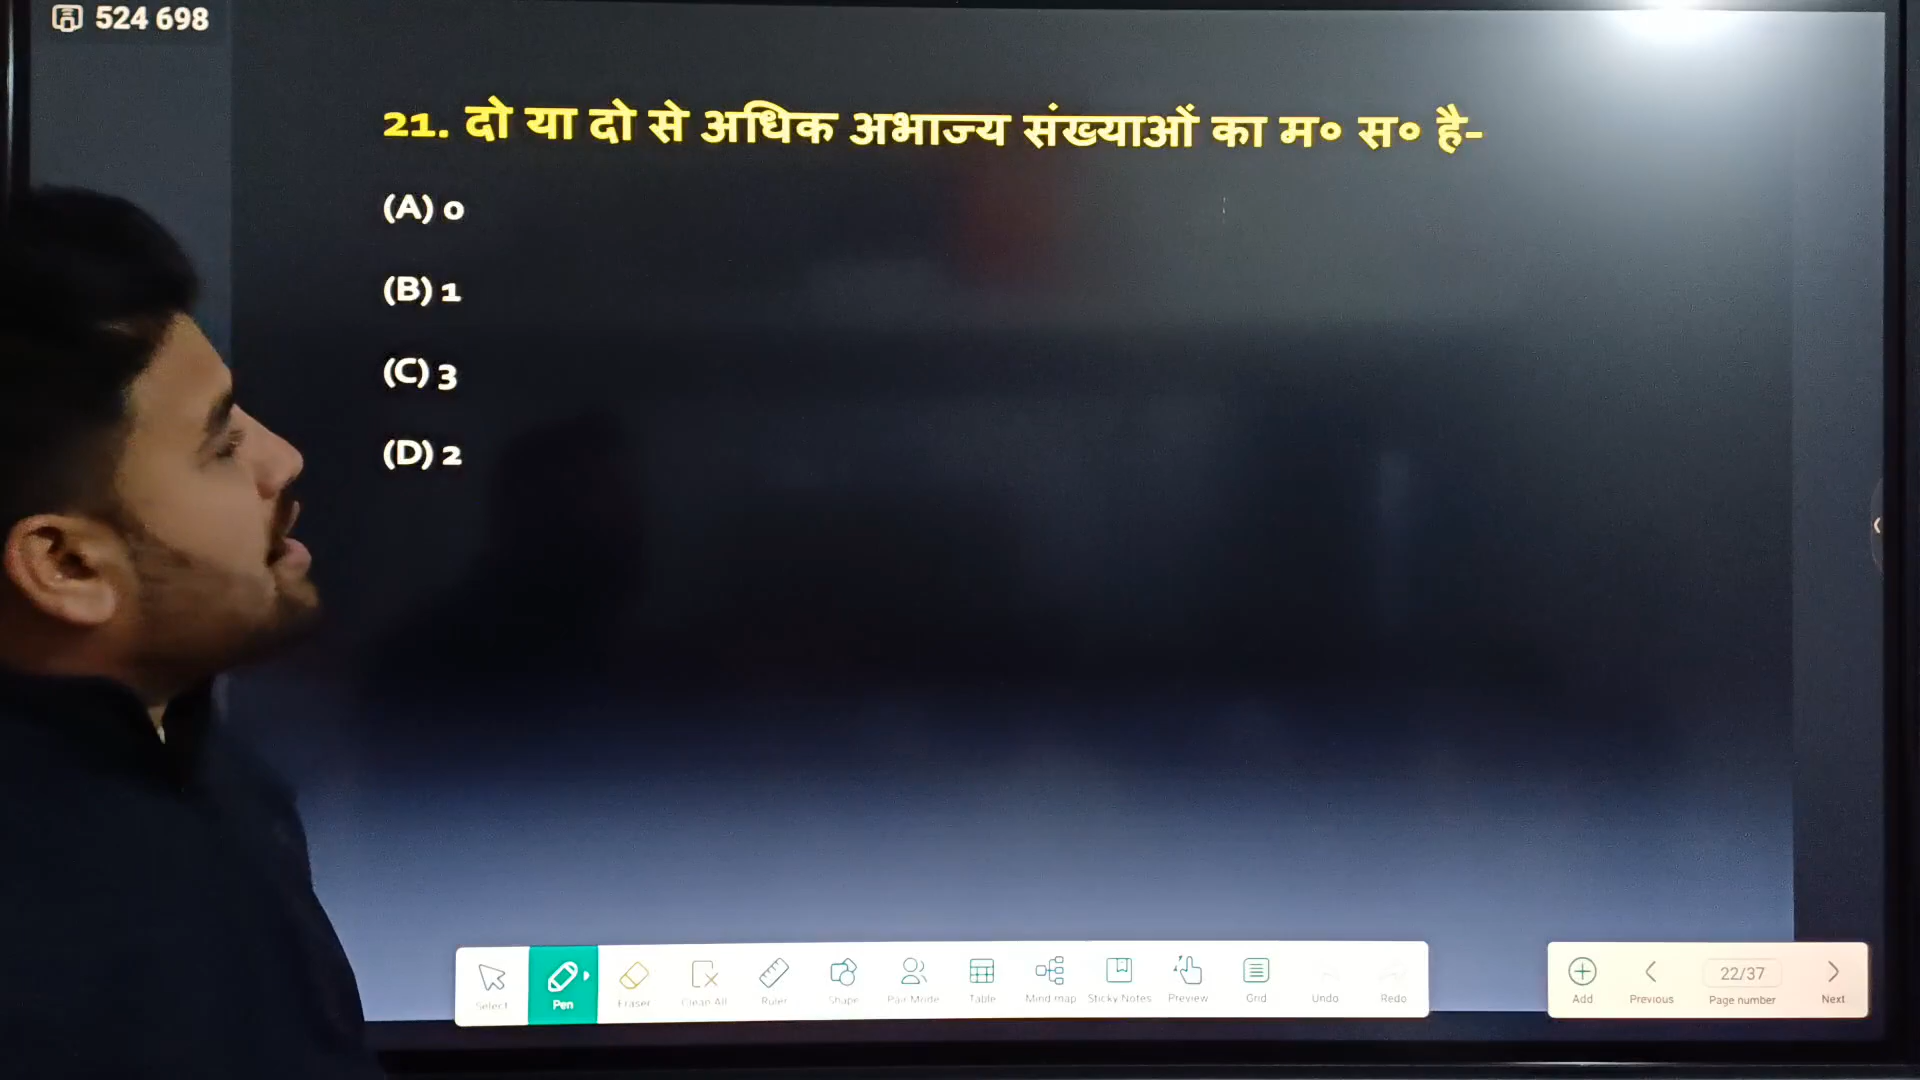 524 698
21. दो या दो से अधिक अभाज्य संख्याओं का म० स० है-
(A) 0
(B) 1
(C) 3
(D) 2
Select Pen Eraser Clean All Ruler Shape Pair Mode Table Mind map Sticky Notes Preview Grid Undo Redo
22/37
Add Previous Page number Next